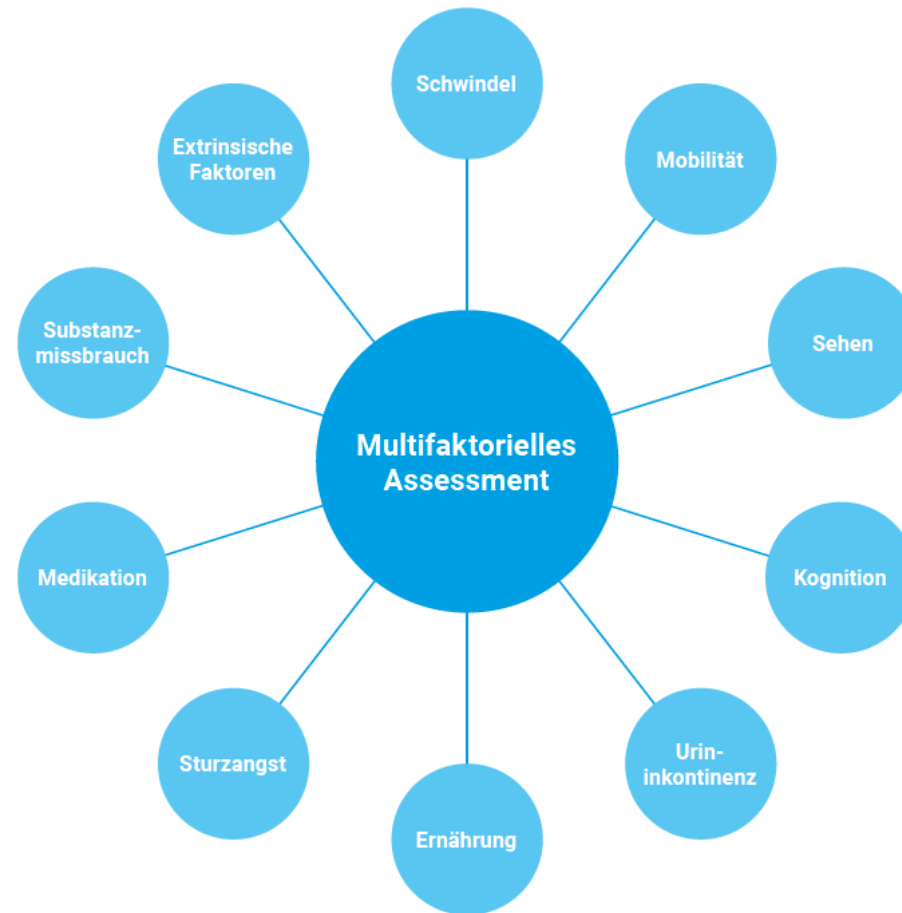 Schwindel
Extrinsische
Faktoren
Mobilität
Substanz-
missbrauch
Sehen
Multifaktorielles
Assessment
Medikation
Kognition
Sturzangst
Urin-
inkontinenz
Ernährung